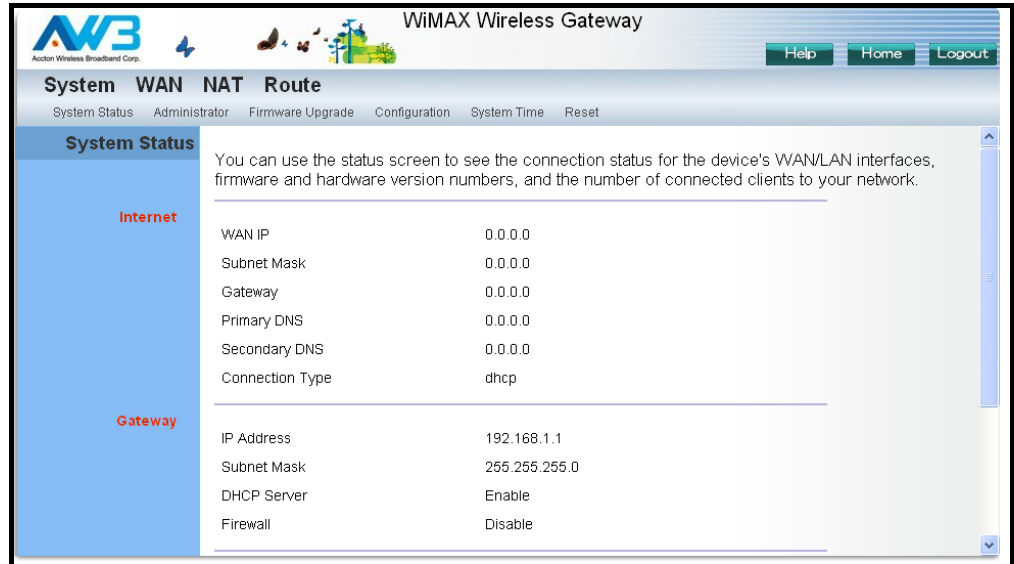 WiMAX Wireless Gateway
AW3
Accton Wireless Broadband Corp.
Help Home Logout
System WAN NAT Route
System Status Administrator Firmware Upgrade Configuration System Time Reset
System Status
You can use the status screen to see the connection status for the device's WAN/LAN interfaces,
firmware and hardware version numbers, and the number of connected clients to your network.
Internet
WAN IP 0.0.0.0
Subnet Mask 0.0.0.0
Gateway 0.0.0.0
Primary DNS 0.0.0.0
Secondary DNS 0.0.0.0
Connection Type dhcp
Gateway
IP Address 192.168.1.1
Subnet Mask 255.255.255.0
DHCP Server Enable
Firewall Disable